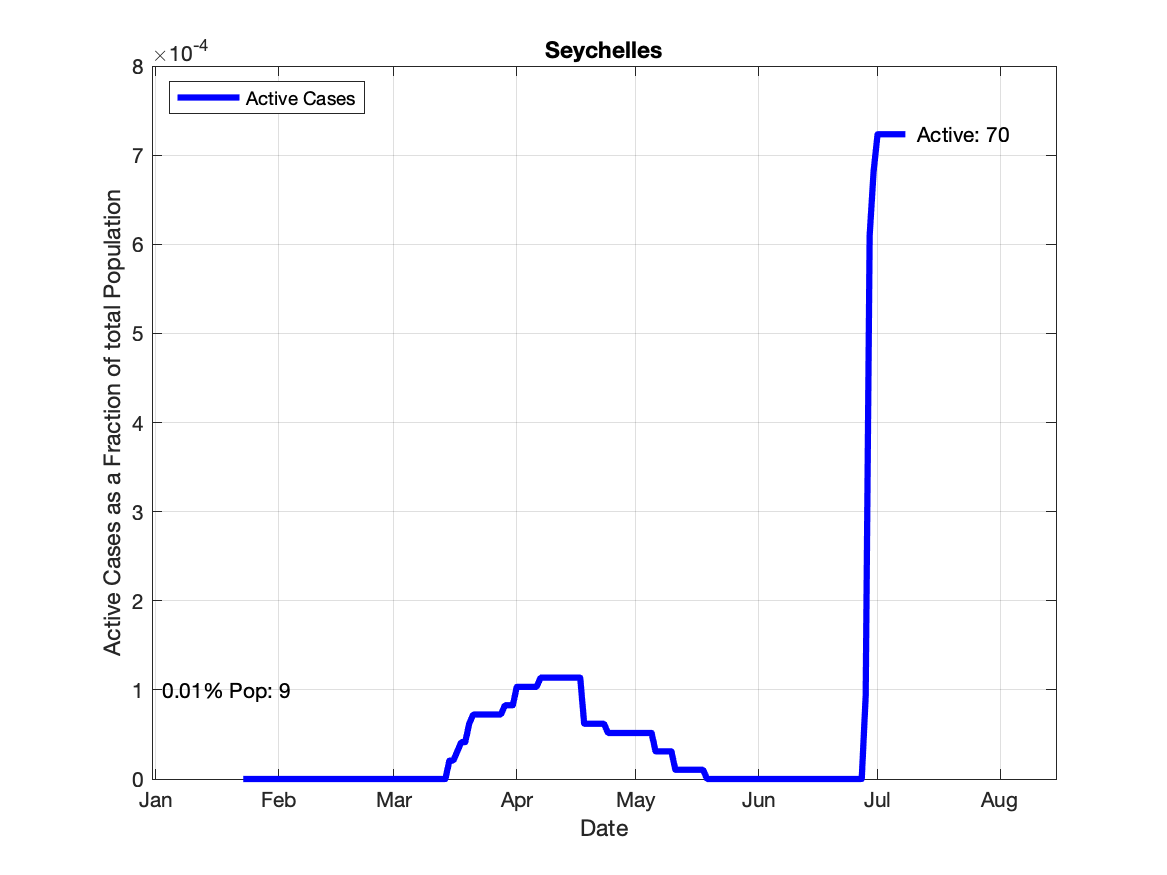 Seychelles
×10-4
Active Cases
8
7
6
5
4
3
2
1
0
Active Cases as a Fraction of total Population
Active: 70
0.01% Pop: 9
Jan Feb Mar Apr May Jun Jul Aug
Date